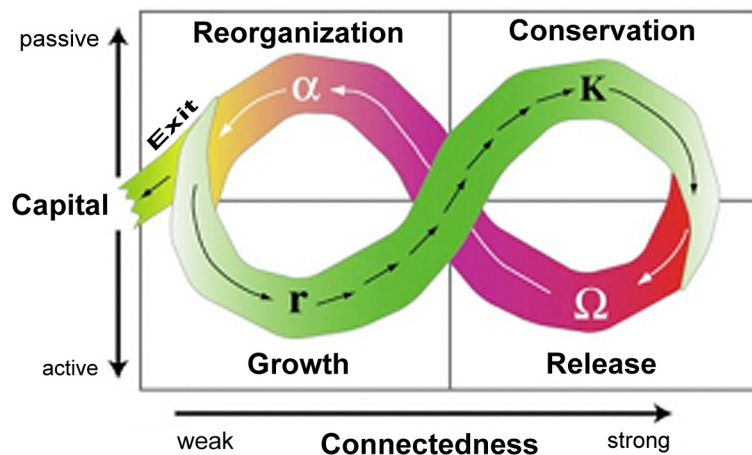 passive
Reorganization
Conservation
α
K
Exit
Capital
r
Ω
active
Growth
Release
weak
Connectedness
strong